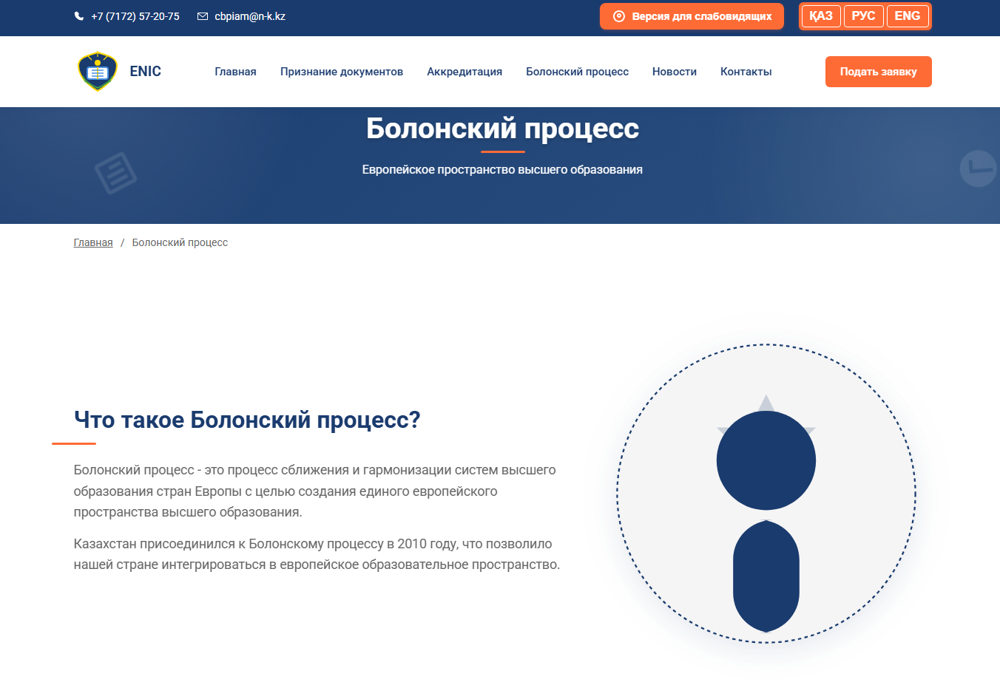 +7 (7172) 57-20-75 cbpiam@n-k.kz Версия для слабовидящих ҚАЗ РУС ENG
ENIC Главная Признание документов Аккредитация Болонский процесс Новости Контакты Подать заявку
Болонский процесс
Европейское пространство высшего образования
Главная / Болонский процесс
Что такое Болонский процесс?
Болонский процесс - это процесс сближения и гармонизации систем высшего
образования стран Европы с целью создания единого европейского
пространства высшего образования.
Казахстан присоединился к Болонскому процессу в 2010 году, что позволило
нашей стране интегрироваться в европейское образовательное пространство.